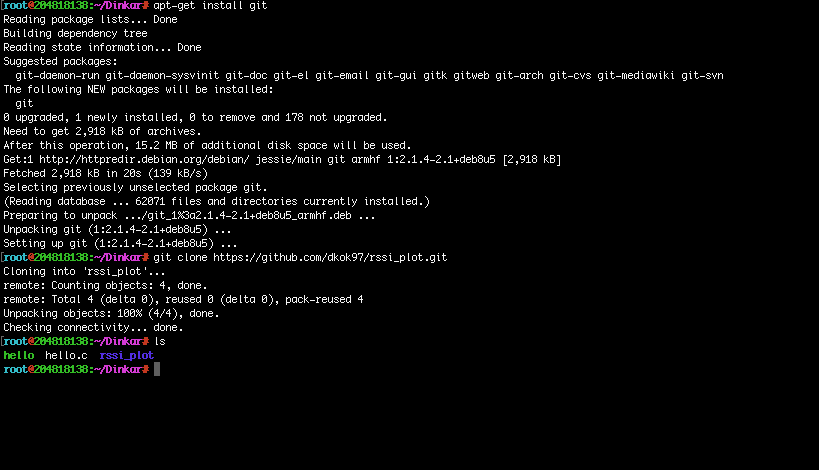 [root@204818138:~/Dinkar# apt-get install git
Reading package lists... Done
Building dependency tree
Reading state information... Done
Suggested packages:
  git-daemon-run git-daemon-sysvinit git-doc git-el git-email git-gui gitk gitweb git-arch git-cvs git-mediawiki git-svn
The following NEW packages will be installed:
  git
0 upgraded, 1 newly installed, 0 to remove and 178 not upgraded.
Need to get 2,918 kB of archives.
After this operation, 15.2 MB of additional disk space will be used.
Get:1 http://httpredir.debian.org/debian/ jessie/main git armhf 1:2.1.4-2.1+deb8u5 [2,918 kB]
Fetched 2,918 kB in 20s (139 kB/s)
Selecting previously unselected package git.
(Reading database ... 62071 files and directories currently installed.)
Preparing to unpack .../git_1%3a2.1.4-2.1+deb8u5_armhf.deb ...
Unpacking git (1:2.1.4-2.1+deb8u5) ...
Setting up git (1:2.1.4-2.1+deb8u5) ...
[root@204818138:~/Dinkar# git clone https://github.com/dkok97/rssi_plot.git
Cloning into 'rssi_plot'...
remote: Counting objects: 4, done.
remote: Total 4 (delta 0), reused 0 (delta 0), pack-reused 4
Unpacking objects: 100% (4/4), done.
Checking connectivity... done.
[root@204818138:~/Dinkar# ls
hello  hello.c  rssi_plot
root@204818138:~/Dinkar#